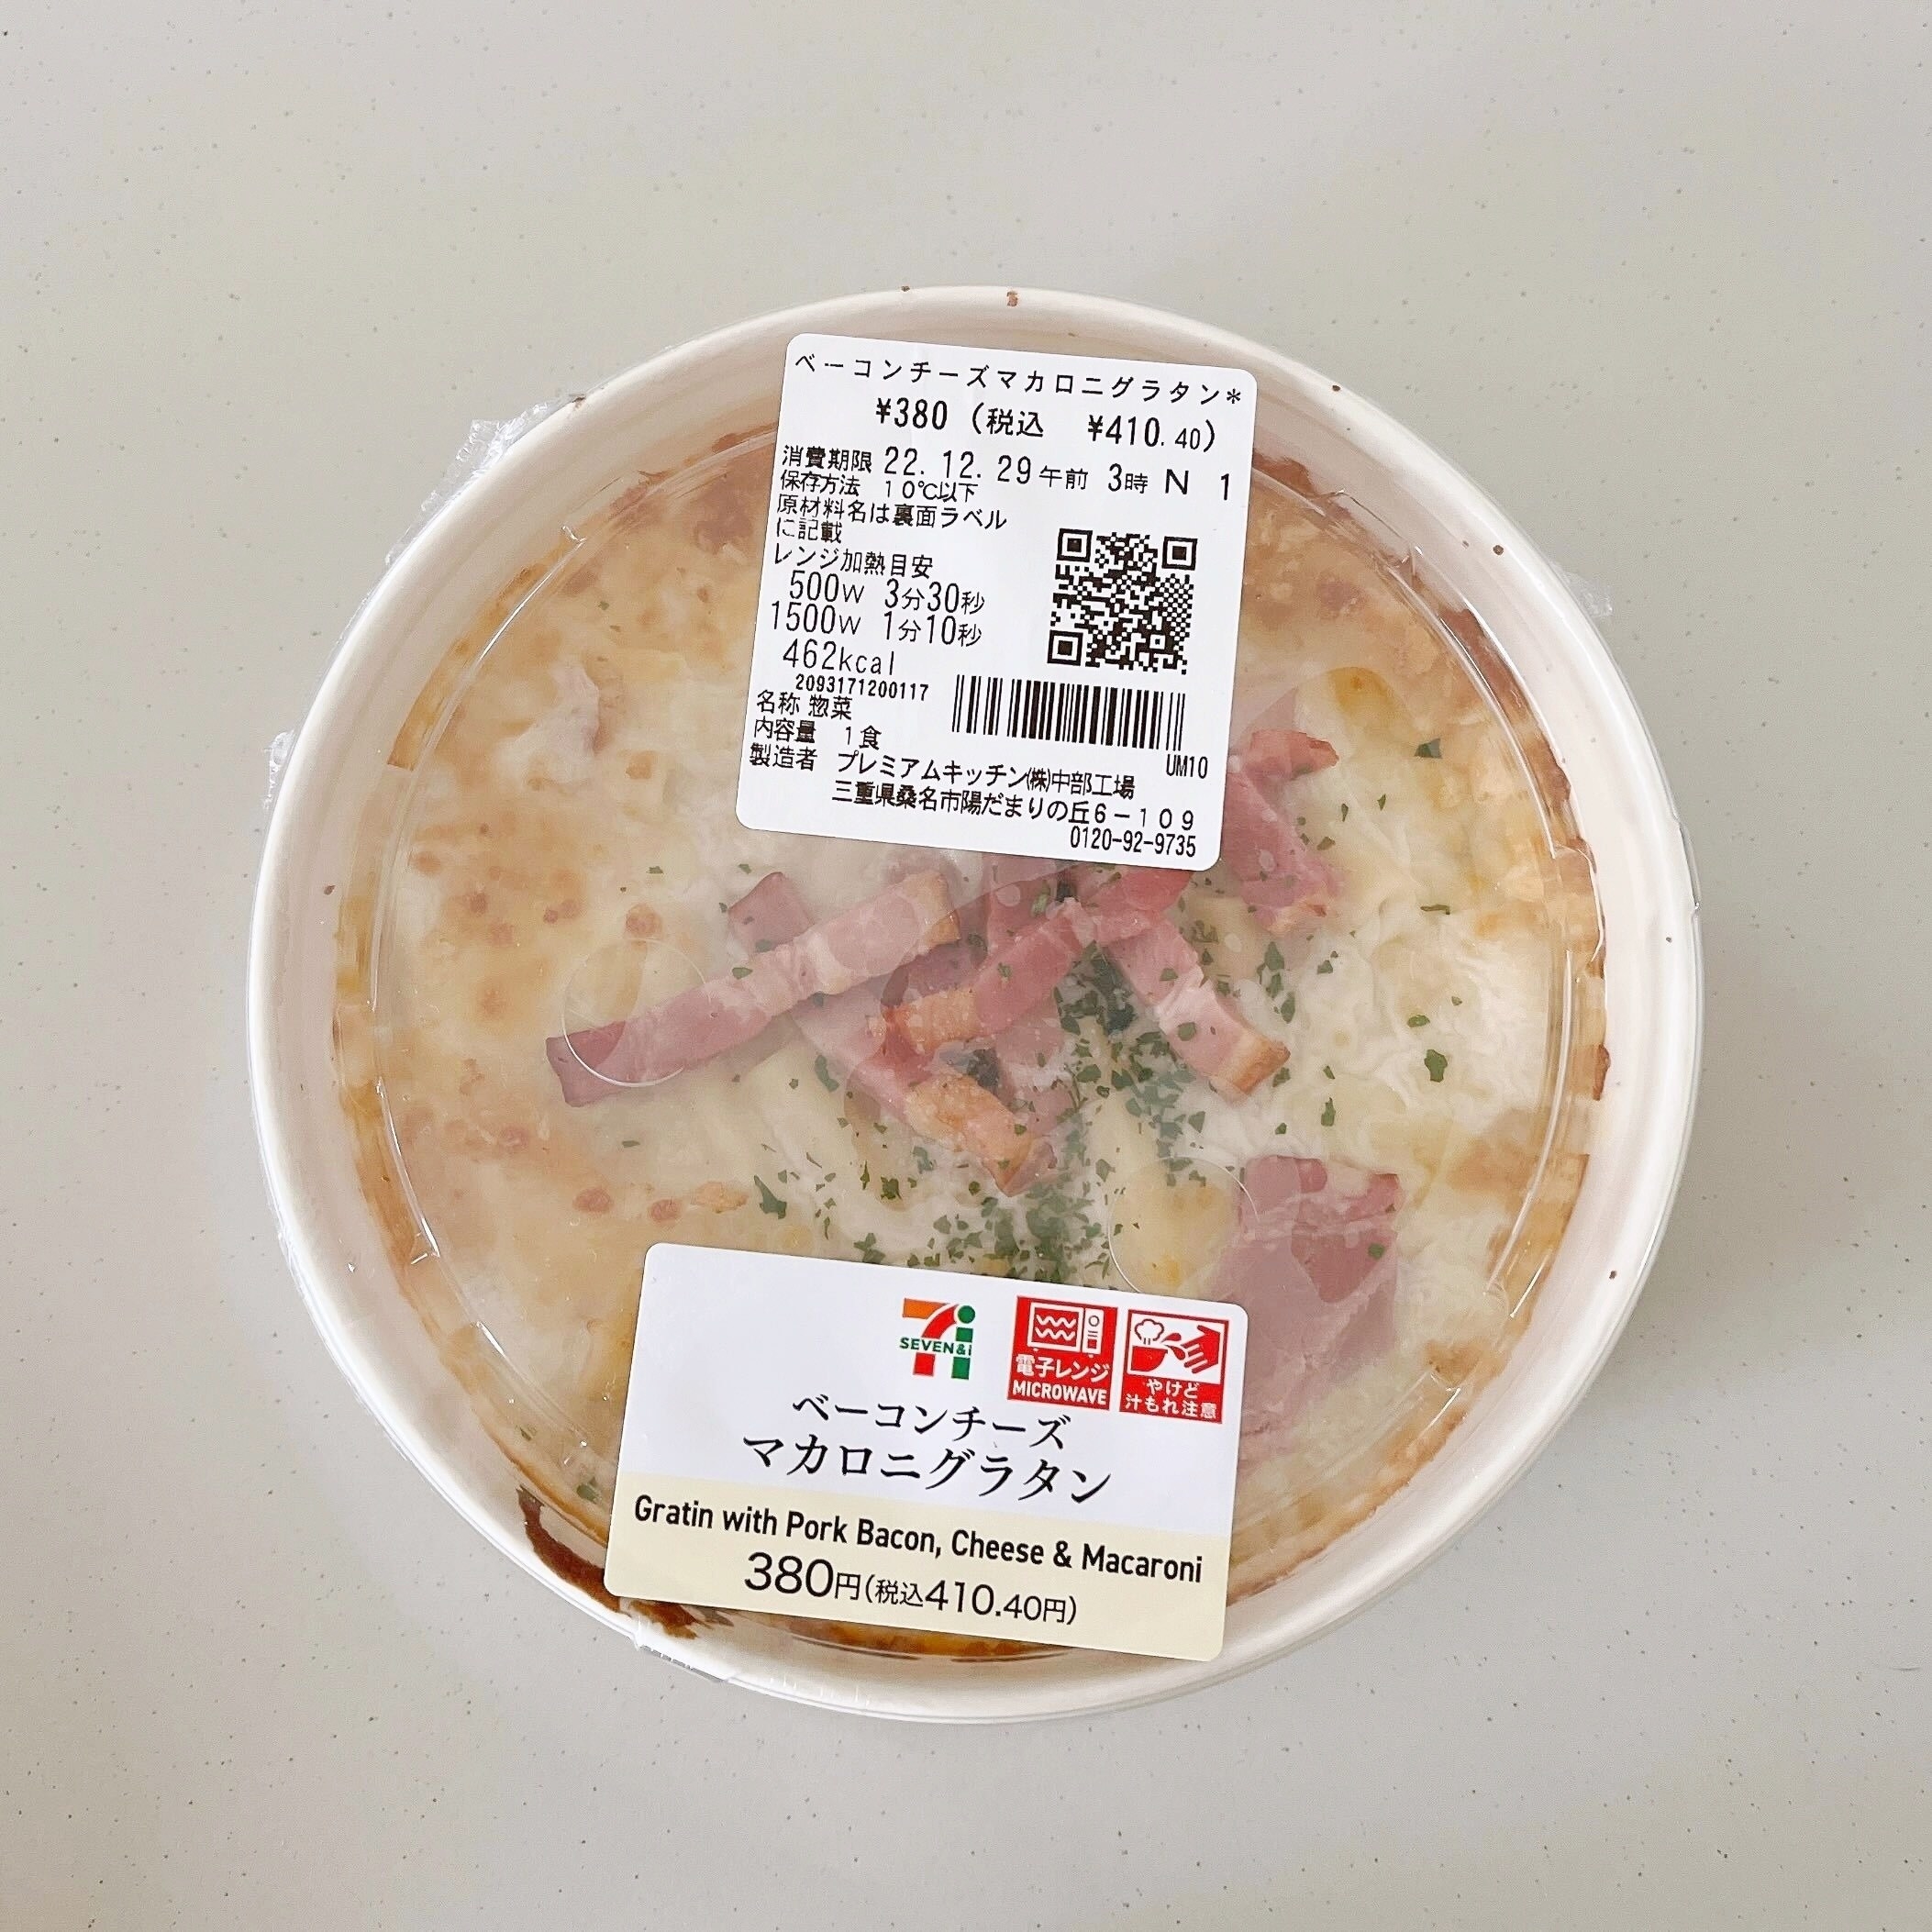 ベーコンチーズマカロニグラタン*
¥380 (税込 ¥410.40)
消費期限 22.12.29午前 3時 N 1
保存方法 10℃以下
原材料名は裏面ラベル
に記載
レンジ加熱目安
500W 3分30秒
1500W 1分10秒
462kcal
2093171200117
名称 惣菜
内容量 1食
UM10
製造者 プレミアムキッチン㈱中部工場
三重県桑名市陽だまりの丘6-109
0120-92-9735
SEVEN&i
電子レンジ
MICROWAVE
やけど
汁もれ注意
ベーコンチーズ
マカロニグラタン
Gratin with Pork Bacon, Cheese & Macaroni
380円(税込410.40円)